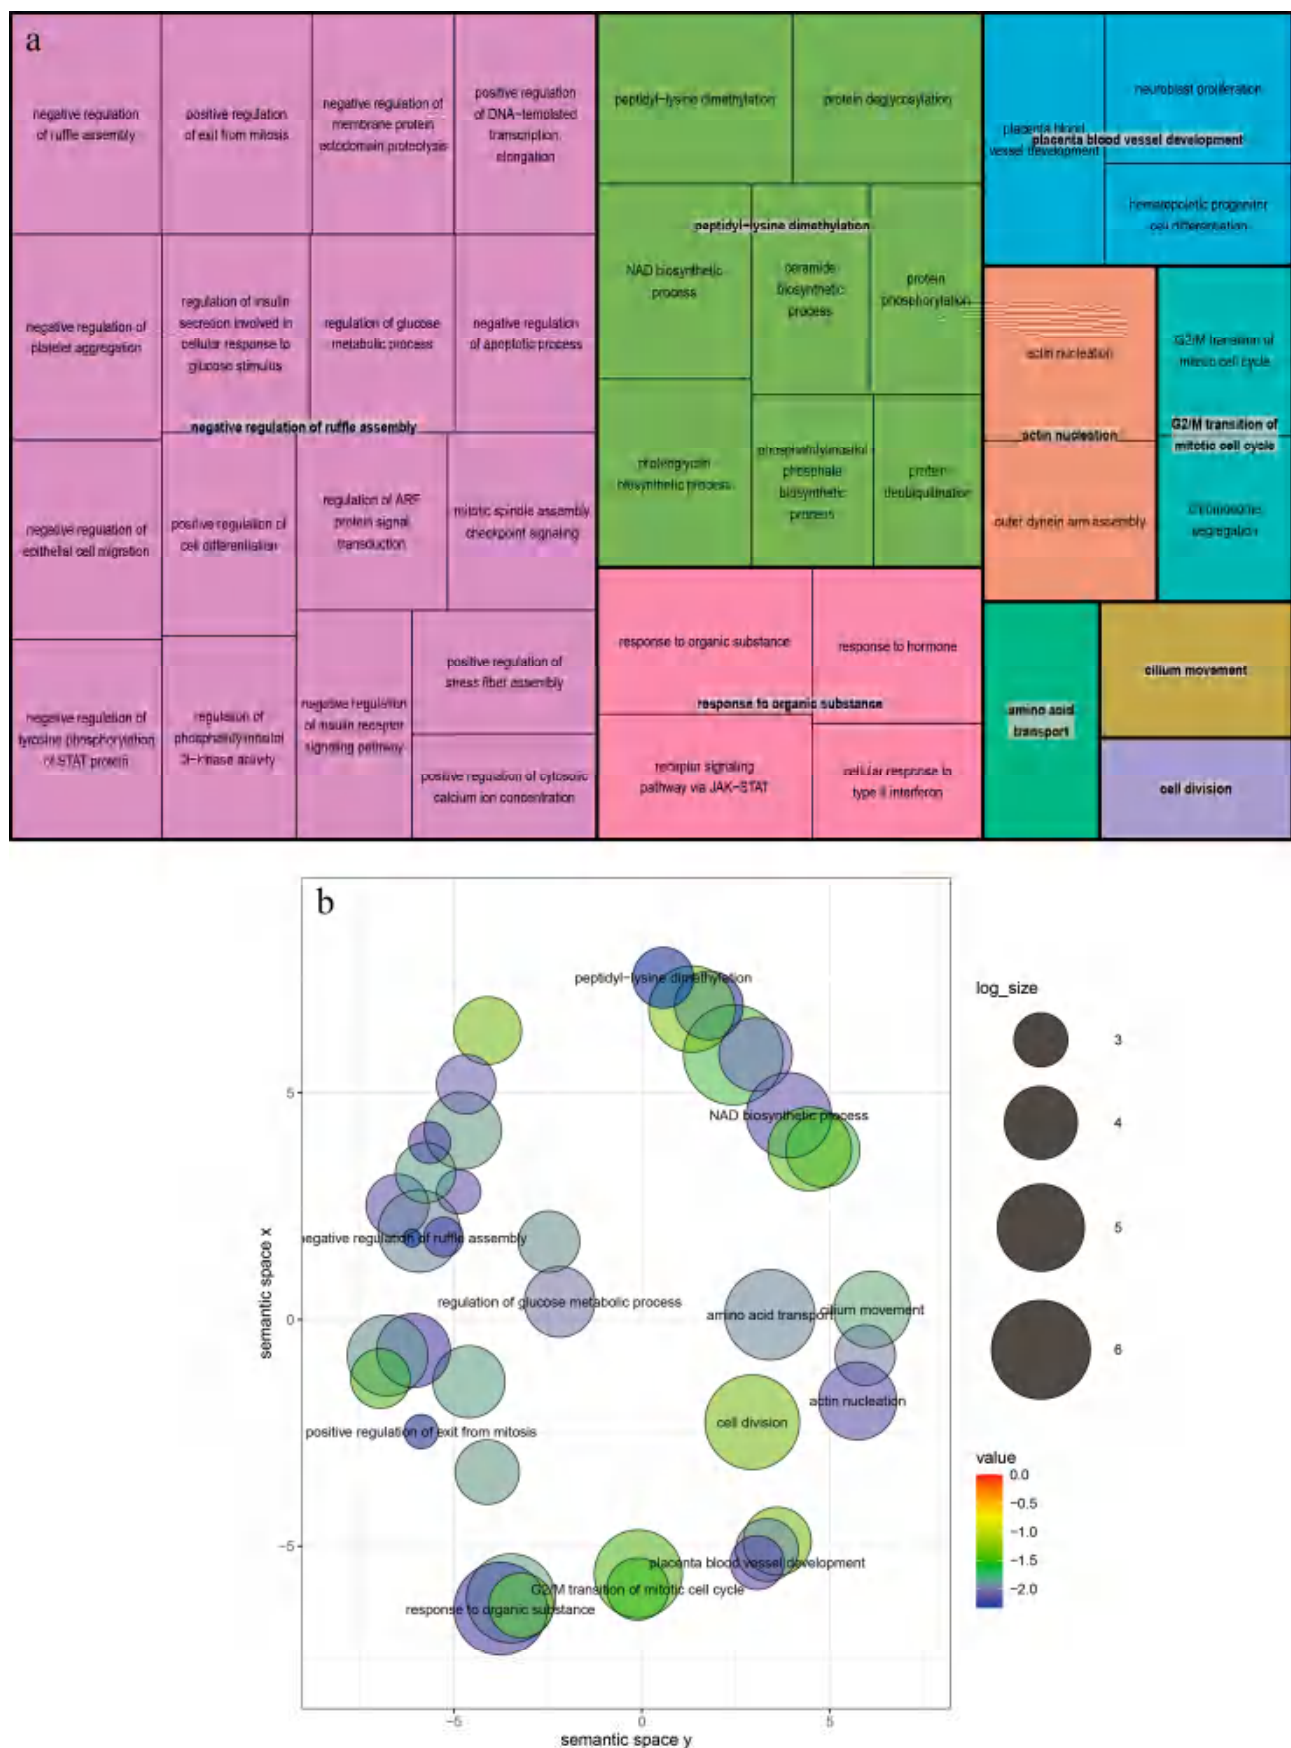 a
negative regulation
of ruffle assembly
positive regulation
of exit from mitosis
negative regulation of
membrane protein
ectodomain proteolysis
positive regulation
of DNA−templated
transcription,
elongation
negative regulation of
platelet aggregation
regulation of insulin
secretion involved in
cellular response to
glucose stimulus
regulation of glucose
metabolic process
negative regulation
of apoptotic process
negative regulation of ruffle assembly
negative regulation of
epithelial cell migration
positive regulation of
cell differentiation
regulation of ARF
protein signal
transduction
mitotic spindle assembly
checkpoint signaling
negative regulation of
tyrosine phosphorylation
of STAT protein
regulation of
phosphatidylinositol
3−kinase activity
negative regulation
of insulin receptor
signaling pathway
positive regulation of
stress fiber assembly
positive regulation of cytosolic
calcium ion concentration
peptidyl−lysine dimethylation
protein deglycosylation
peptidyl−lysine dimethylation
NAD biosynthetic
process
ceramide
biosynthetic
process
protein
phosphorylation
biosynthetic process
phosphatidylinositol
phosphate
biosynthetic
process
protein
deubiquitination
response to organic substance
response to hormone
response to organic substance
receptor signaling
pathway via JAK−STAT
cellular response to
type II interferon
placenta blood
vessel development
neuroblast proliferation
placenta blood vessel development
hematopoietic progenitor
cell differentiation
actin nucleation
actin nucleation
outer dynein arm assembly
G2/M transition of
mitotic cell cycle
G2/M transition of
mitotic cell cycle
chromosome
segregation
amino acid
transport
cilium movement
cell division
b
peptidyl−lysine dimethylation
NAD biosynthetic process
negative regulation of ruffle assembly
regulation of glucose metabolic process
amino acid transport
cilium movement
actin nucleation
cell division
positive regulation of exit from mitosis
placenta blood vessel development
G2/M transition of mitotic cell cycle
response to organic substance
5
0
−5
semantic space x
−5
0
5
semantic space y
log_size
3
4
5
6
value
0.0
−0.5
−1.0
−1.5
−2.0